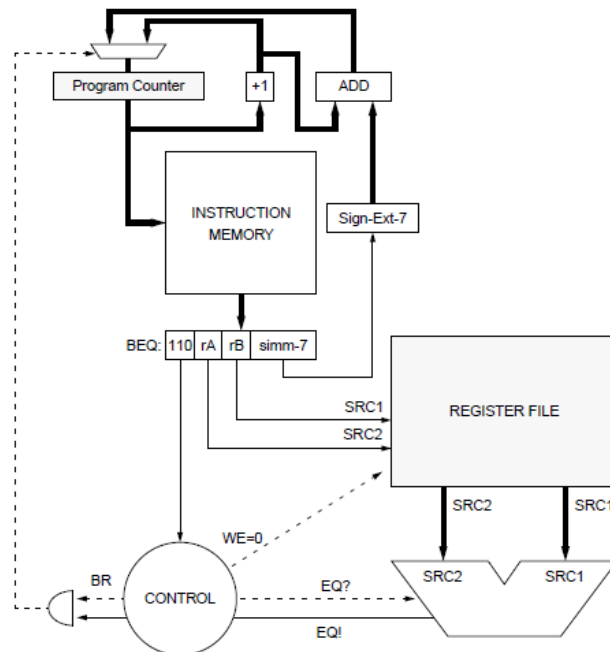 Program Counter
+1
ADD
INSTRUCTION
MEMORY
Sign-Ext-7
BEQ: 110 rA rB simm-7
SRC1
SRC2
REGISTER FILE
SRC2
SRC1
WE=0
SRC2
SRC1
BR
CONTROL
EQ?
EQ!